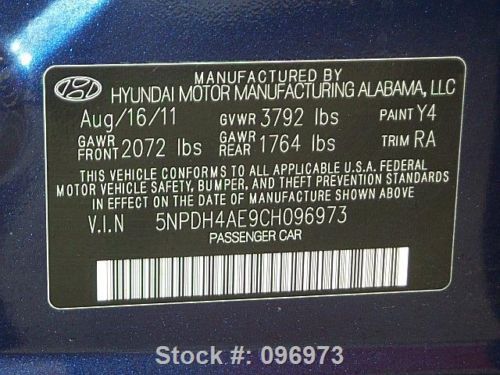 MANUFACTURED BY
HYUNDAI MOTOR MANUFACTURING ALABAMA, LLC
Aug/16/11 GVWR 3792 lbs PAINT Y4
GAWR FRONT 2072 lbs GAWR REAR 1764 lbs TRIM RA
THIS VEHICLE CONFORMS TO ALL APPLICABLE U.S.A. FEDERAL
MOTOR VEHICLE SAFETY, BUMPER, AND THEFT PREVENTION STANDARDS
IN EFFECT ON THE DATE OF MANUFACTURE SHOWN ABOVE.
V.I.N 5NPDH4AE9CH096973
PASSENGER CAR
Stock #: 096973